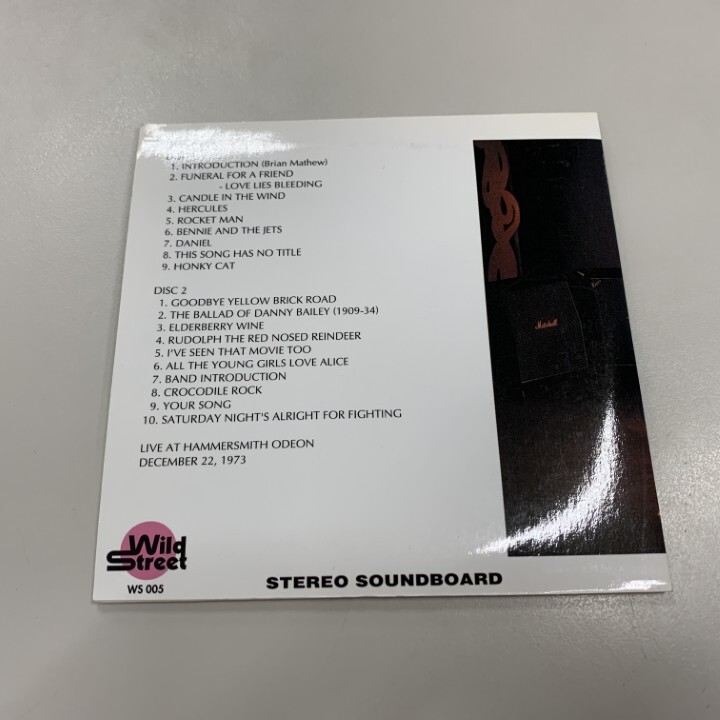 1. INTRODUCTION (Brian Mathew)
2. FUNERAL FOR A FRIEND
- LOVE LIES BLEEDING
3. CANDLE IN THE WIND
4. HERCULES
5. ROCKET MAN
6. BENNIE AND THE JETS
7. DANIEL
8. THIS SONG HAS NO TITLE
9. HONKY CAT
DISC 2
1. GOODBYE YELLOW BRICK ROAD
2. THE BALLAD OF DANNY BAILEY (1909-34)
3. ELDERBERRY WINE
4. RUDOLPH THE RED NOSED REINDEER
5. I'VE SEEN THAT MOVIE TOO
6. ALL THE YOUNG GIRLS LOVE ALICE
7. BAND INTRODUCTION
8. CROCODILE ROCK
9. YOUR SONG
10. SATURDAY NIGHT'S ALRIGHT FOR FIGHTING
LIVE AT HAMMERSMITH ODEON
DECEMBER 22, 1973
Wild
Street
WS 005
STEREO SOUNDBOARD
Marshall